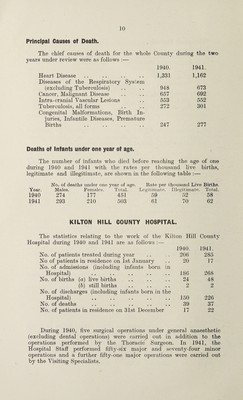 10
Principal Causes of Death.
The chief causes of death for the whole County during the two
years under review were as follows :—
1940. 1941.
Heart Disease .. .. .. .. 1,331 1,162
Diseases of the Respiratory System
(excluding Tuberculosis) .. .. 948 673
Cancer, Malignant Disease .. .. 657 692
Intra-cranial Vascular Lesions .. 553 552
Tuberculosis, all forms .. .. 272 301
Congenital Malformations, Birth In-
juries, Infantile Diseases, Premature
Births .. .. .. .. 247 277
Deaths of Infants under one year of age.
The number of infants who died before reaching the age of one
during 1940 and 1941 with the rates per thousand live births,
legitimate and illegitimate, are shown in the following table :—
No. of deaths under one year of age. Rate per thousand Live Births
Year. Males. Females. Total. Legitimate. Illegitimate. Total.
1940 274 177 451 59 52 58
1941 293 210 503 61 70 62
KILTON HILL COUNTY HOSPITAL.
The statistics relating to the work of the Kilton Hill County
Hospital during 1940 and 1941 are as follows :—
1940. 1941.
No. of patients treated during year .. 206 285
No of patients in residence on 1st January .. 20 17
No. of admissions (including infants born in
Hospital) .. .. .. .. .. 186 268
No. of births (a) live births .. .. .. 24 48
(b) still births .. .. .. 2 2
No. of discharges (including infants born in the
Hospital) .. .. .. .. .. 150 226
No. of deaths .. .. .. .. .. 39 37
No. of patients in residence on 31st December 17 22
During 1940, five surgical operations under general anaesthetic
(excluding dental operations) were carried out in addition to the
operations performed by the Thoracic Surgeon. In 1941, the
Hospital Staff performed fifty-six major and seventy-four minor
operations and a further fifty-one major operations were carried out
by the Visiting Specialists.